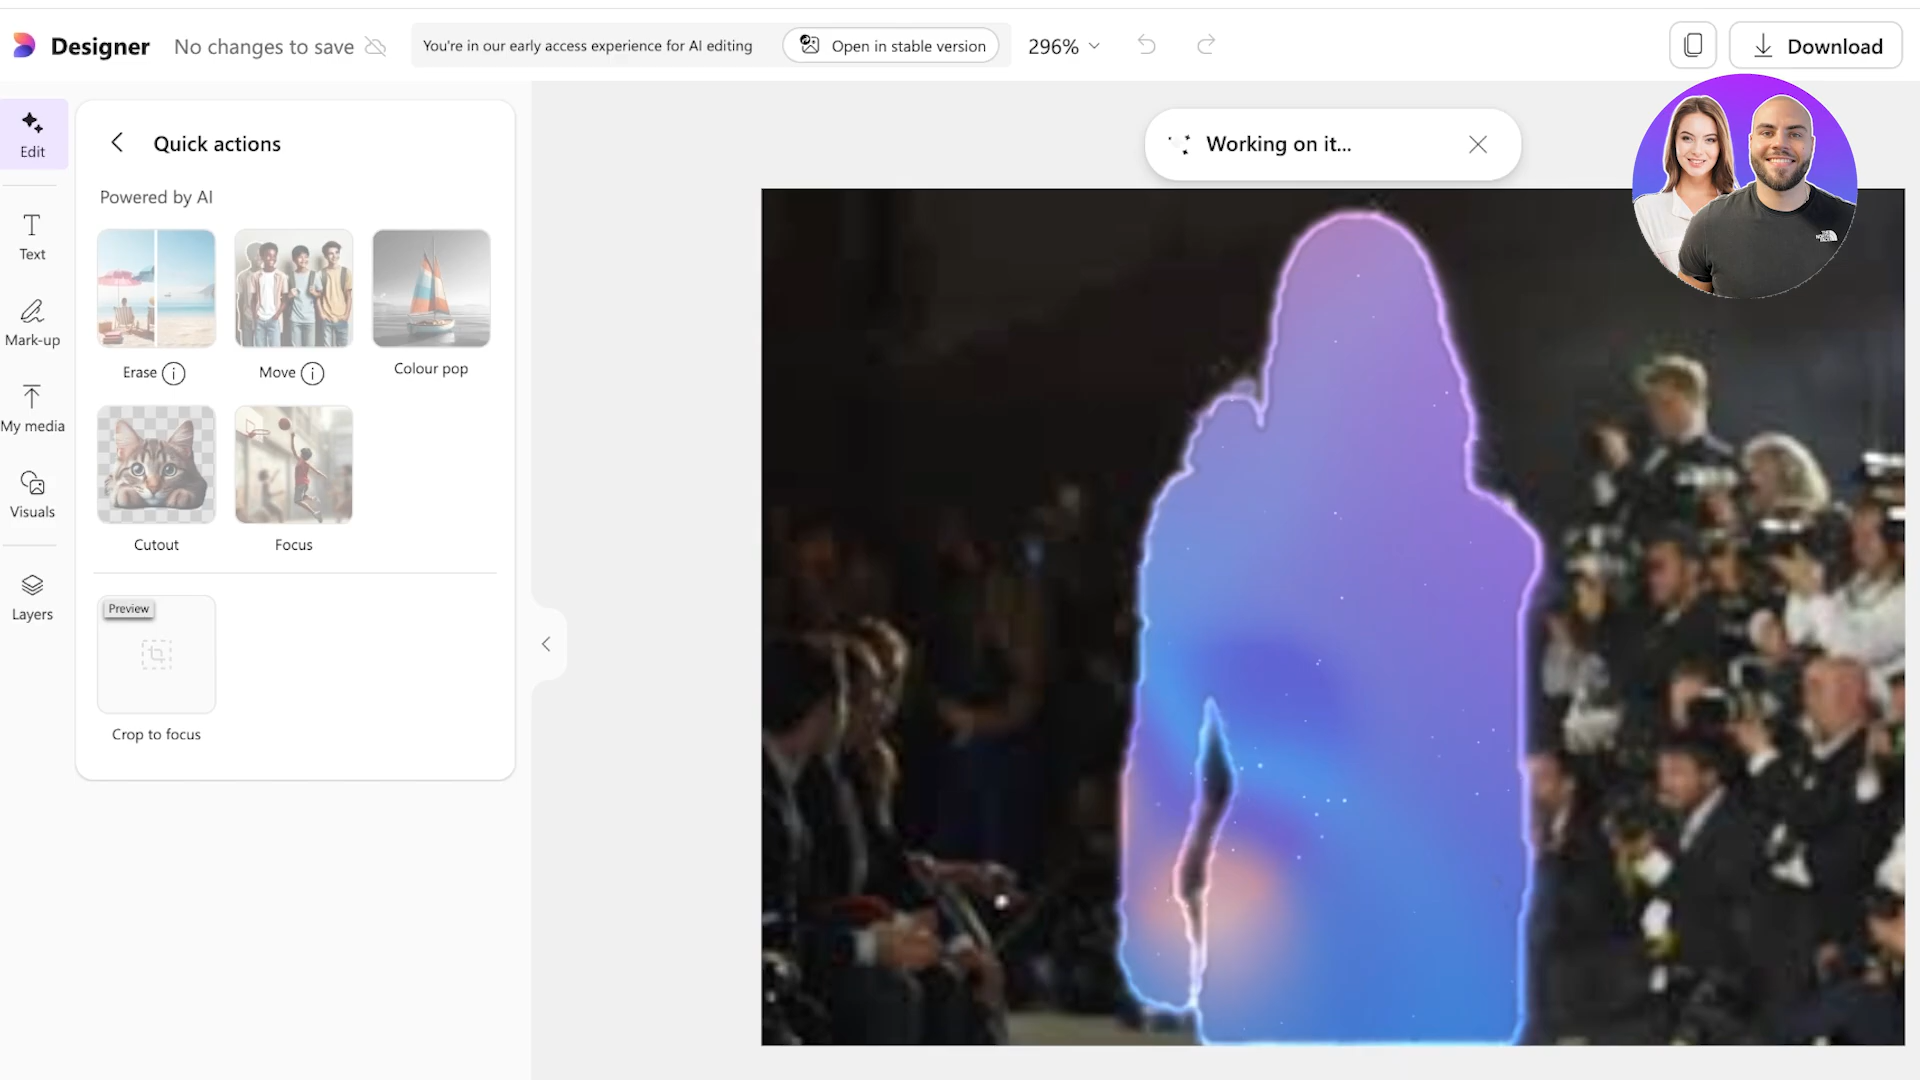 Designer
No changes to save
You're in our early access experience for AI editing
Open in stable version
296%
Download
Edit
Text
Mark-up
My media
Visuals
Layers
Quick actions
Powered by AI
Erase
Move
Colour pop
Cutout
Focus
Preview
Crop to focus
Working on it...